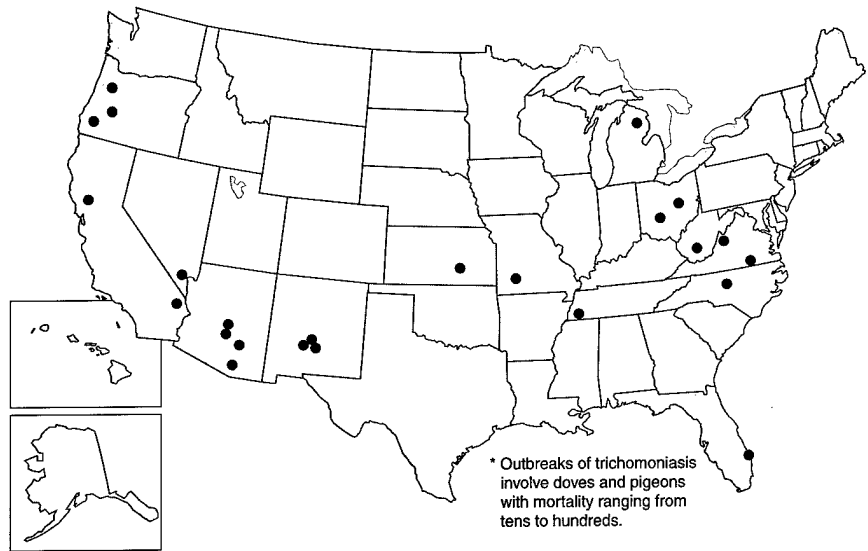 * Outbreaks of trichomoniasis
involve doves and pigeons
with mortality ranging from
tens to hundreds.